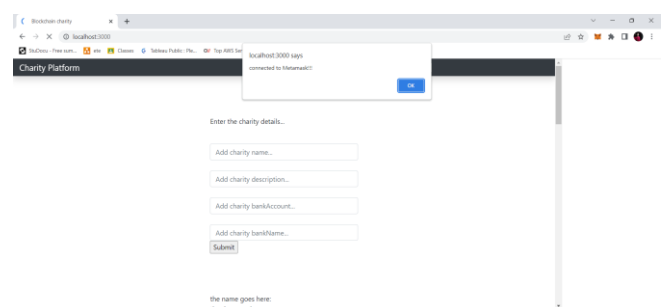 Blockchain charity
localhost:3000
StuDocu - Free sum... vtu Classes Tableau Public: Ple... Top AWS Ser
localhost:3000 says
connected to Metamask!!!
OK
Charity Platform
Enter the charity details...
Add charity name...
Add charity description...
Add charity bankAccount...
Add charity bankName...
Submit
the name goes here: